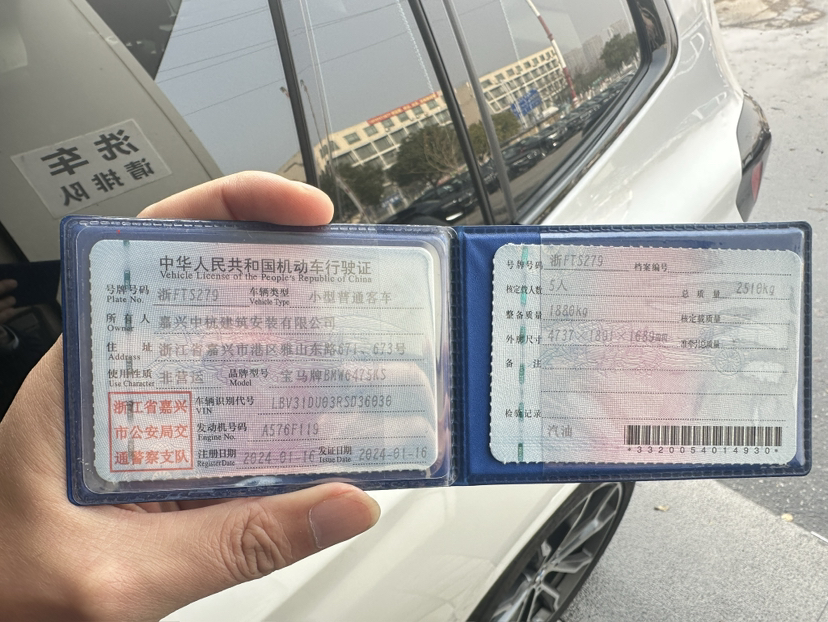 洗车
请排队
中华人民共和国机动车行驶证
Vehicle License of the People's Republic of China
号牌号码 浙FT5279 车辆类型 小型普通客车
Plate No. Vehicle Type
所有人 嘉兴中杭建筑安装有限公司
Owner
住址 浙江省嘉兴市港区雅山东路671、673号
Address
使用性质 非营运 品牌型号 宝马牌BMW6475KS
Use Character Model
浙江省嘉兴
市公安局交
通警察支队
车辆识别代号
VIN LBV31DU03RSD36030
发动机号码 A576F119
Engine No.
注册日期 2024-01-16 发证日期 2024-01-16
Register Date Issue Date
号牌号码 浙FT5279 档案编号
核定载人数 5人 总质量 2510kg
整备质量 1880kg 核定载质量
外廓尺寸 4737×1891×1689mm 准牵引总质量
备注
检验记录
汽油
*3320054014930*